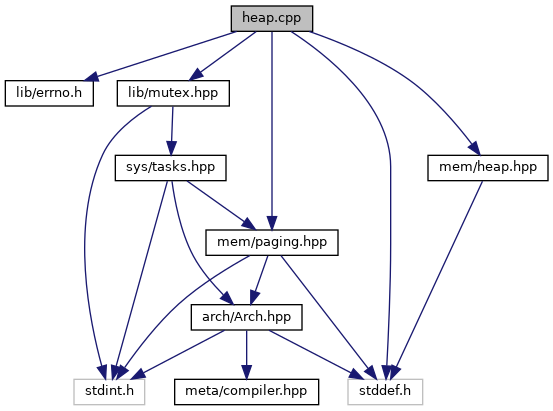 heap.cpp
lib/errno.h
lib/mutex.hpp
sys/tasks.hpp
mem/heap.hpp
mem/paging.hpp
arch/Arch.hpp
stdint.h
meta/compiler.hpp
stddef.h